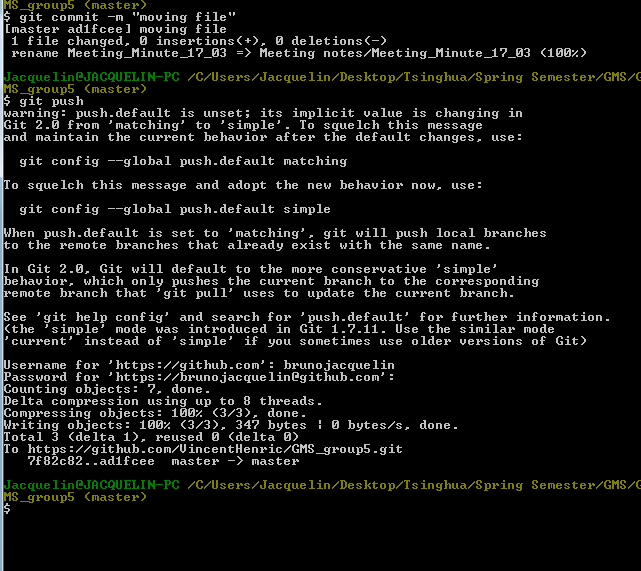 MS_group5 (master)
$ git commit -m "moving file"
[master ad1fcee] moving file
1 file changed, 0 insertions(+), 0 deletions(-)
rename Meeting_Minute_17_03 => Meeting notes/Meeting_Minute_17_03 (100%)
Jacquelin@JACQUELIN-PC /C/Users/Jacquelin/Desktop/Tsinghua/Spring Semester/GMS/G
MS_group5 (master)
$ git push
warning: push.default is unset; its implicit value is changing in
Git 2.0 from 'matching' to 'simple'. To squelch this message
and maintain the current behavior after the default changes, use:
git config --global push.default matching
To squelch this message and adopt the new behavior now, use:
git config --global push.default simple
When push.default is set to 'matching', git will push local branches
to the remote branches that already exist with the same name.
In Git 2.0, Git will default to the more conservative 'simple'
behavior, which only pushes the current branch to the corresponding
remote branch that 'git pull' uses to update the current branch.
See 'git help config' and search for 'push.default' for further information.
(the 'simple' mode was introduced in Git 1.7.11. Use the similar mode
'current' instead of 'simple' if you sometimes use older versions of Git)
Username for 'https://github.com': brunojacquelin
Password for 'https://brunojacquelin@github.com':
Counting objects: 7, done.
Delta compression using up to 8 threads.
Compressing objects: 100% (3/3), done.
Writing objects: 100% (3/3), 347 bytes ¦ 0 bytes/s, done.
Total 3 (delta 1), reused 0 (delta 0)
To https://github.com/VincentHenric/GMS_group5.git
7f82c82..ad1fcee master -> master
Jacquelin@JACQUELIN-PC /C/Users/Jacquelin/Desktop/Tsinghua/Spring Semester/GMS/G
MS_group5 (master)
$